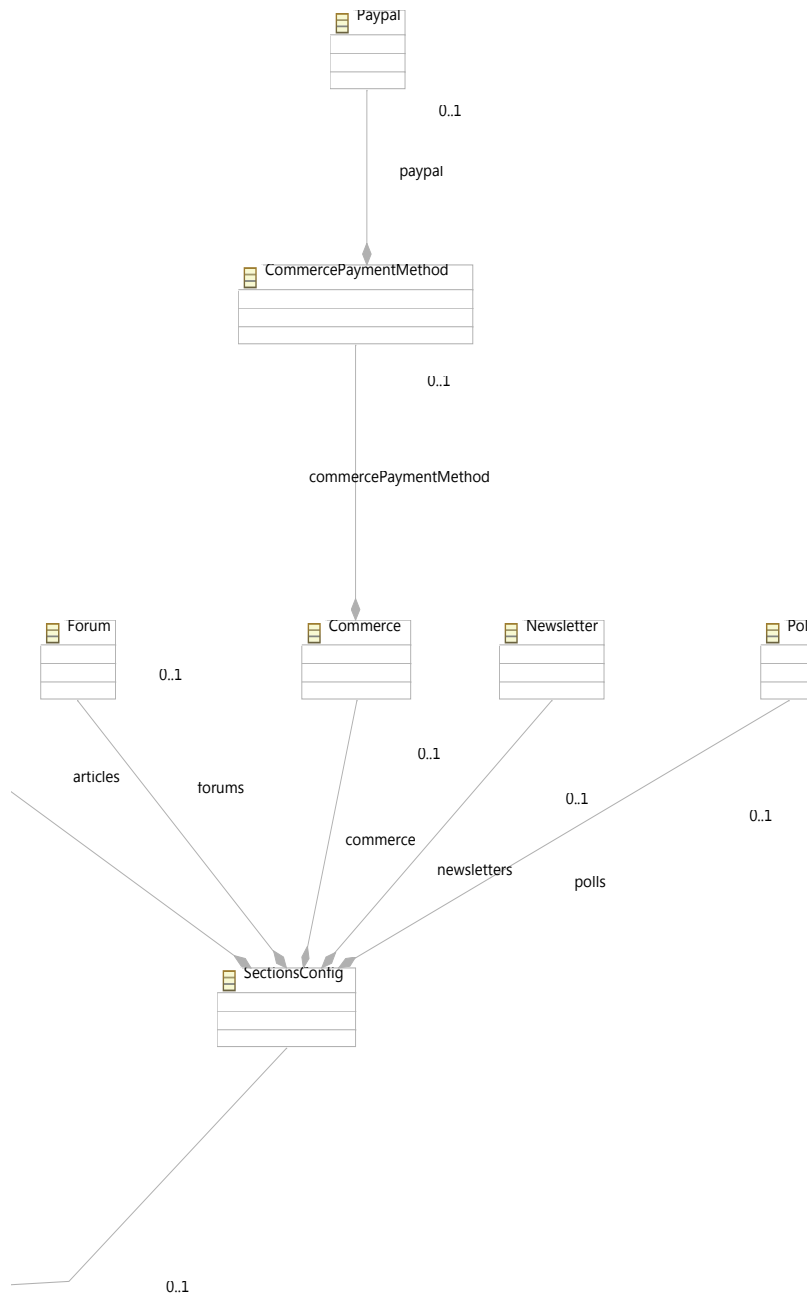 Paypal
0..1
paypal
CommercePaymentMethod
0..1
commercePaymentMethod
Forum
Commerce
Newsletter
0..1
0..1
articles
forums
0..1
0..1
commerce
newsletters
polls
SectionsConfig
0..1